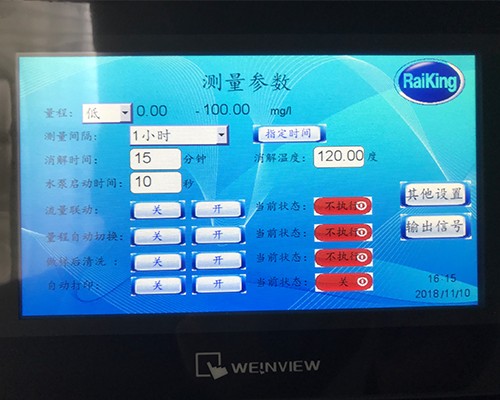 测量参数
RaiKing
量程: 低 0.00 - 100.00 mg/l
测量间隔: 1小时 指定时间
消解时间: 15 分钟 消解温度: 120.00 度
水泵启动时间: 10 秒
其他设置
流量联动: 关 开 当前状态: 不执行
输出信号
量程自动切换: 关 开 当前状态: 不执行
做样后清洗: 关 开 当前状态: 不执行
自动打印: 关 开 当前状态: 关
16:15
2018/11/10
WEINVIEW